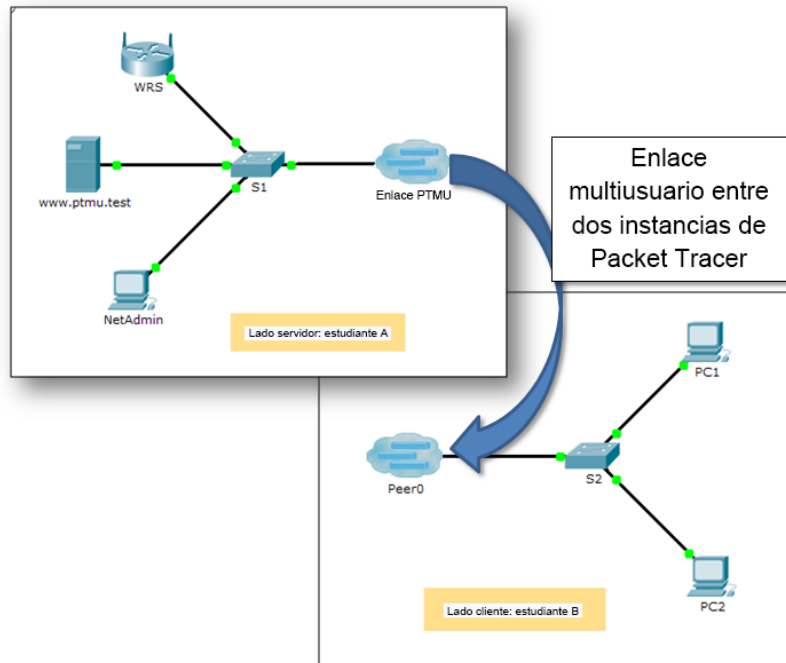 WRS
www.ptmu.test
S1
Enlace PTMU
NetAdmin
Lado servidor: estudiante A
Enlace
multiusuario entre
dos instancias de
Packet Tracer
PC1
Peer0
S2
PC2
Lado cliente: estudiante B